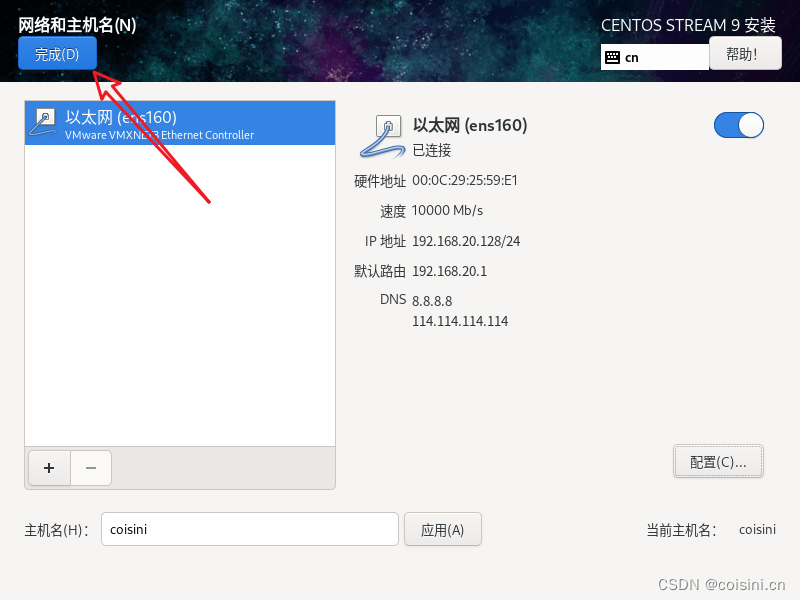 网络和主机名(N)
CENTOS STREAM 9 安装
完成(D)
cn
帮助!
以太网 (ens160)
VMware VMXNET3 Ethernet Controller
以太网 (ens160)
已连接
硬件地址 00:0C:29:25:59:E1
速度 10000 Mb/s
IP 地址 192.168.20.128/24
默认路由 192.168.20.1
DNS 8.8.8.8
114.114.114.114
+ −
配置(C)...
主机名(H): coisini 应用(A) 当前主机名: coisini
CSDN @coisini.cn